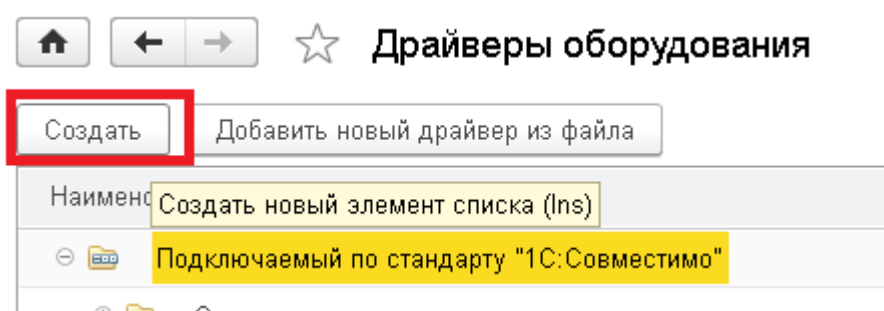 Драйверы оборудования
Создать
Добавить новый драйвер из файла
Создать новый элемент списка (Ins)
Подключаемый по стандарту "1С:Совместимо"